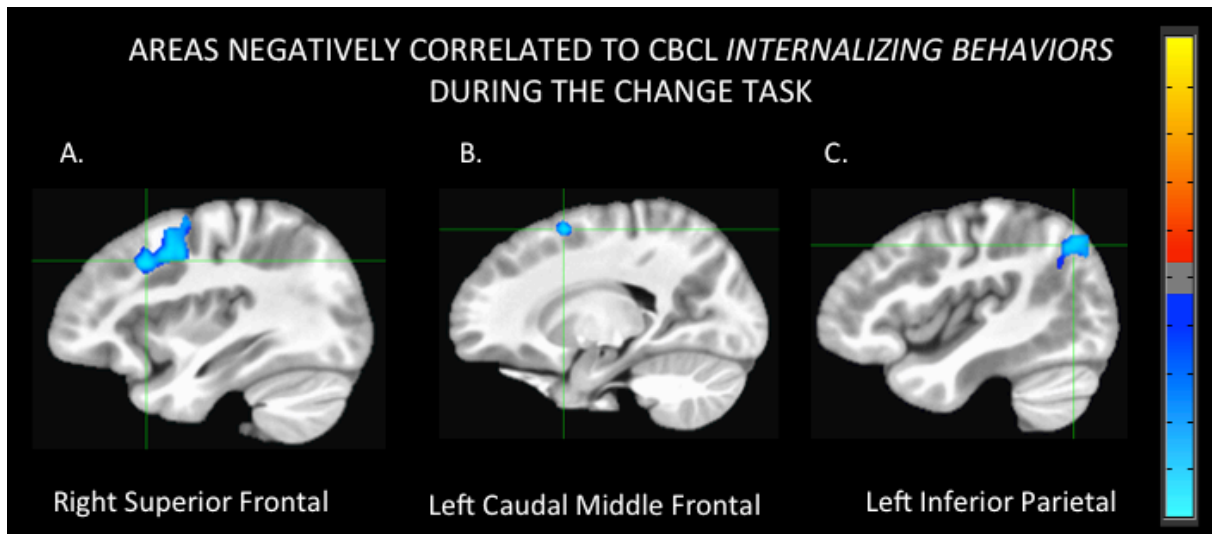 AREAS NEGATIVELY CORRELATED TO CBCL INTERNALIZING BEHAVIORS
DURING THE CHANGE TASK
A.
B.
C.
Right Superior Frontal
Left Caudal Middle Frontal
Left Inferior Parietal